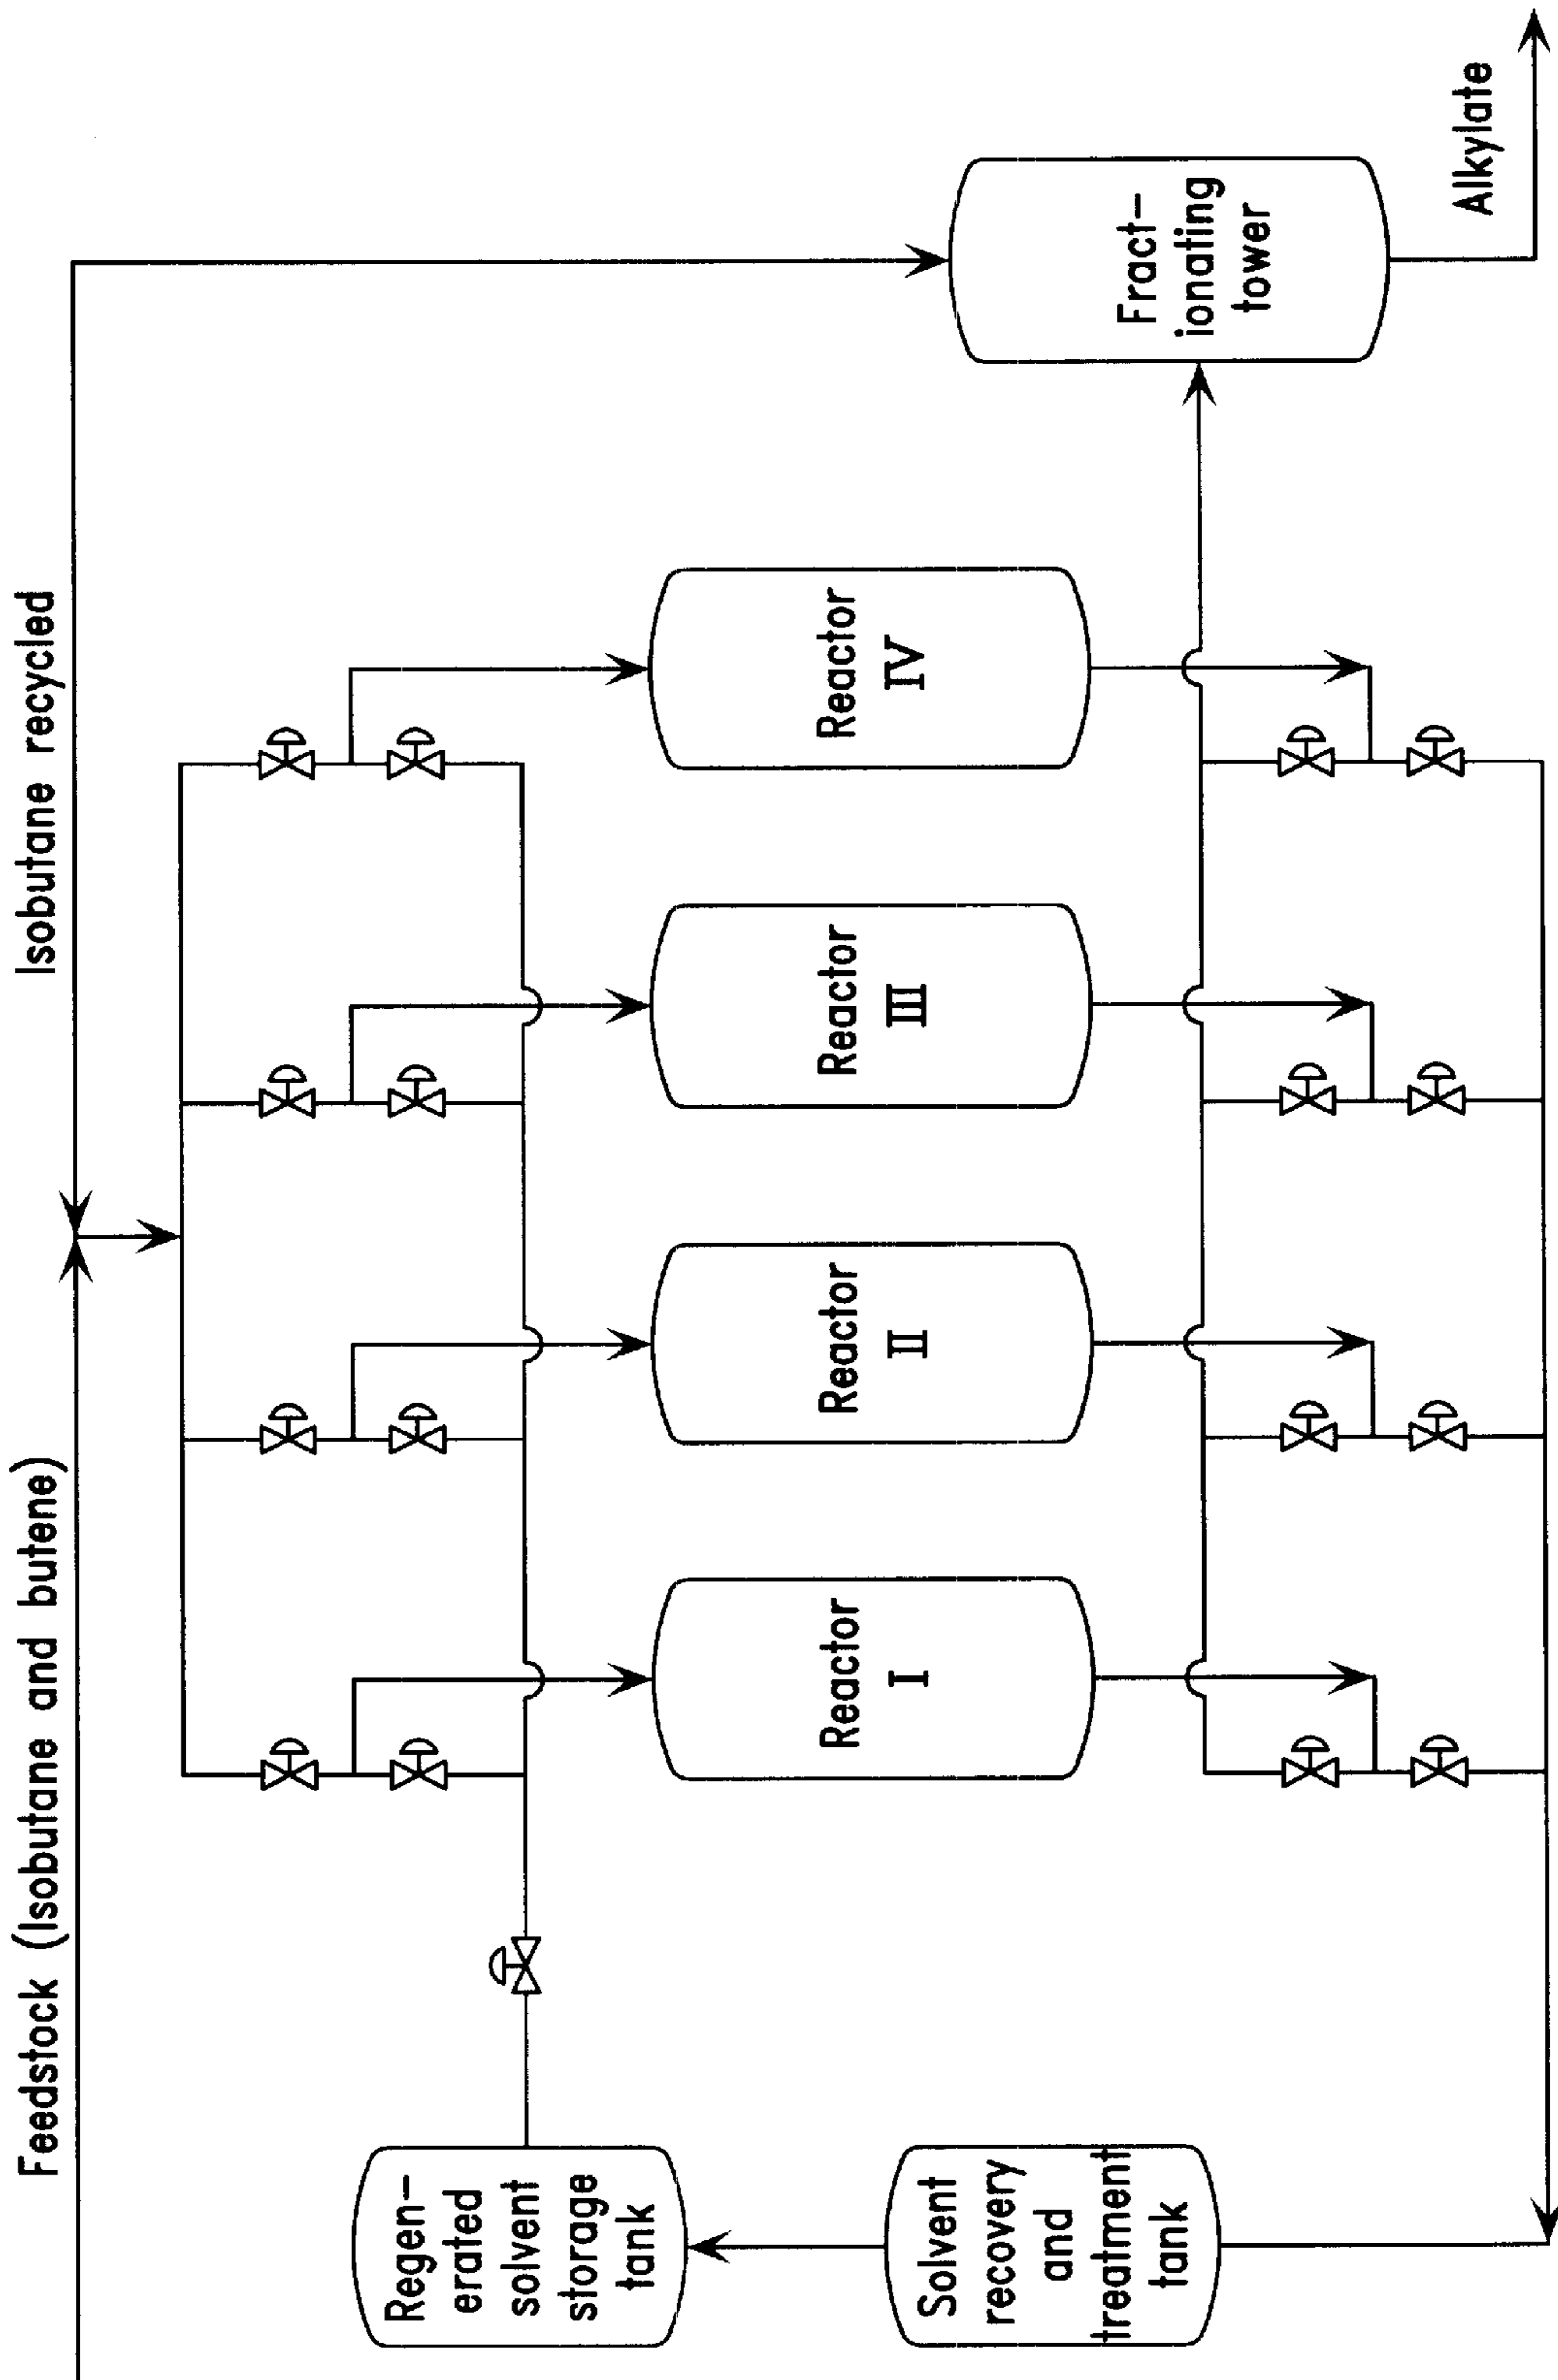 Feedstock (Isobutane and butene)
Isobutane recycled
Regen-
erated
solvent
storage
tank
Solvent
recovery
and
treatment
tank
Reactor
I
Reactor
II
Reactor
III
Reactor
IV
Fract-
ionating
tower
Alkylate